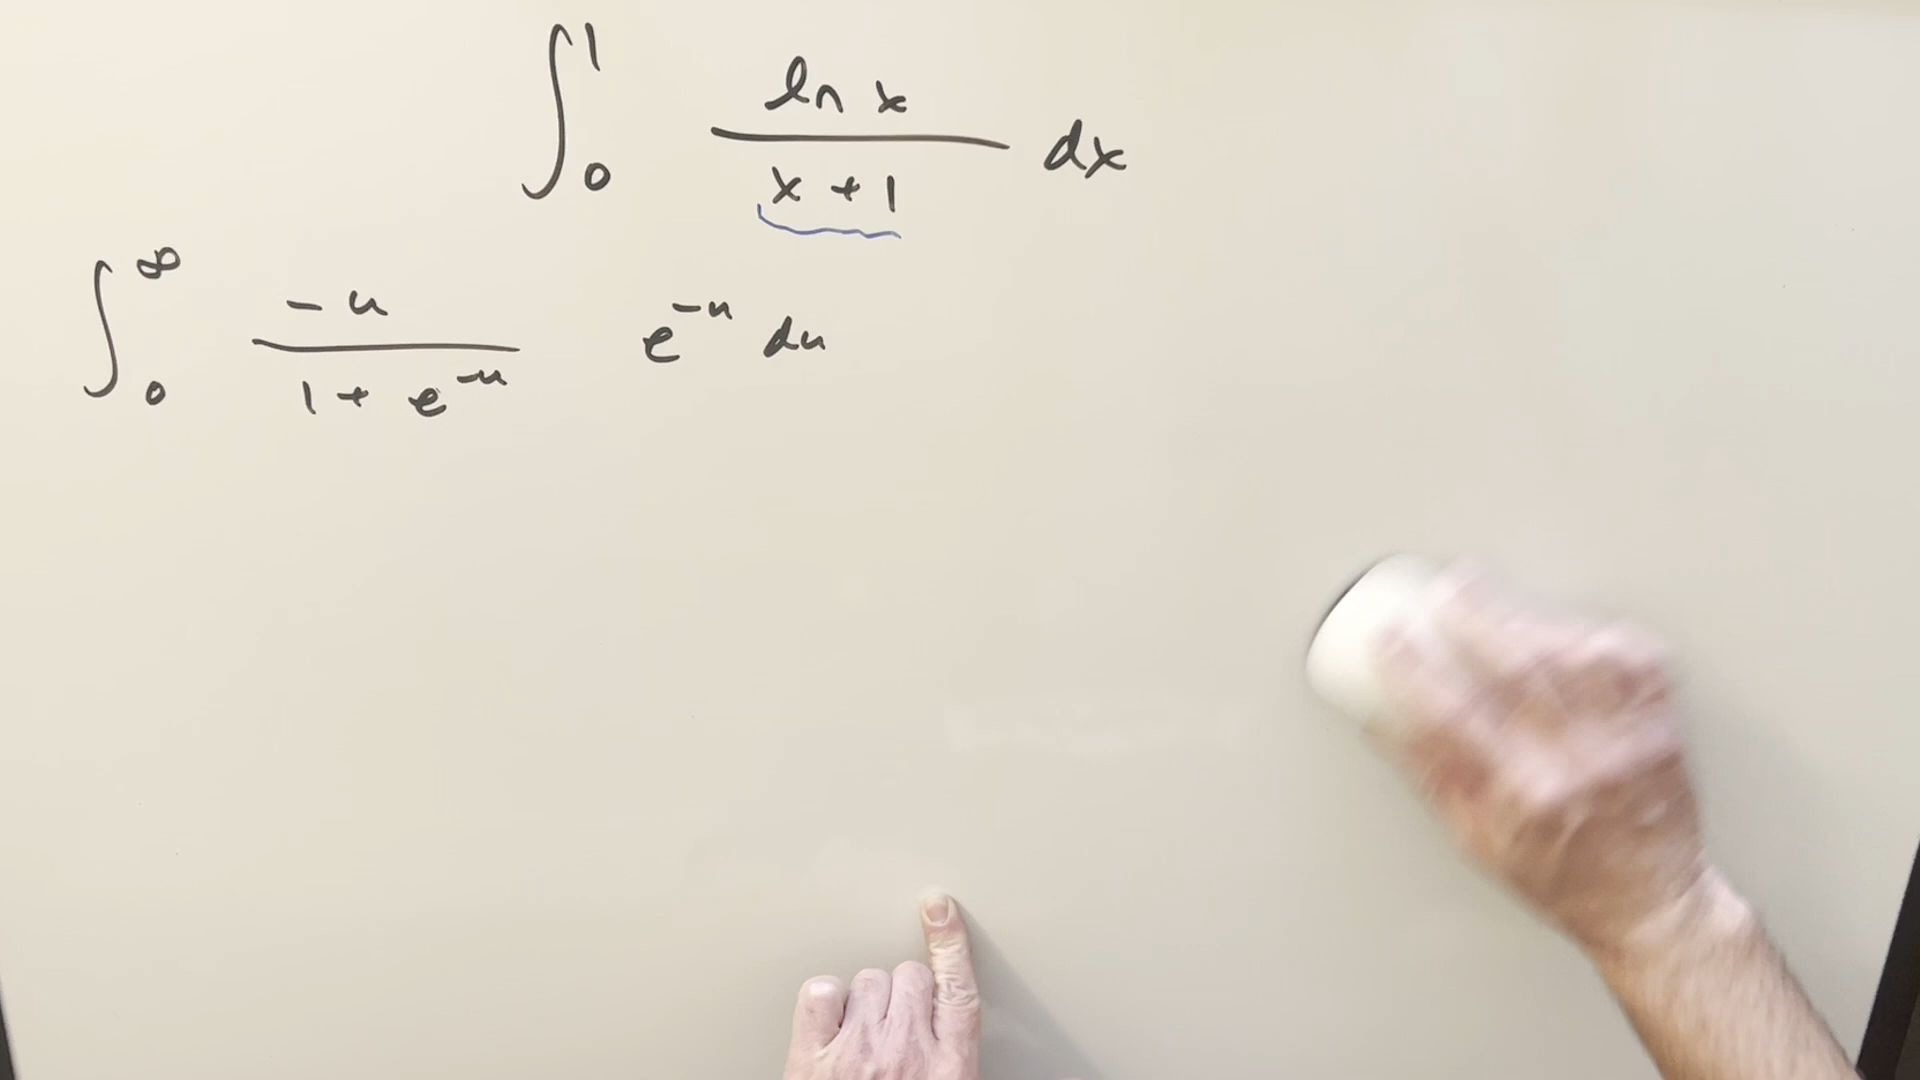 ∫₀¹ ln x / (x + 1) dx
∫₀^∞ -u / (1 + e^(-u)) e^(-u) du